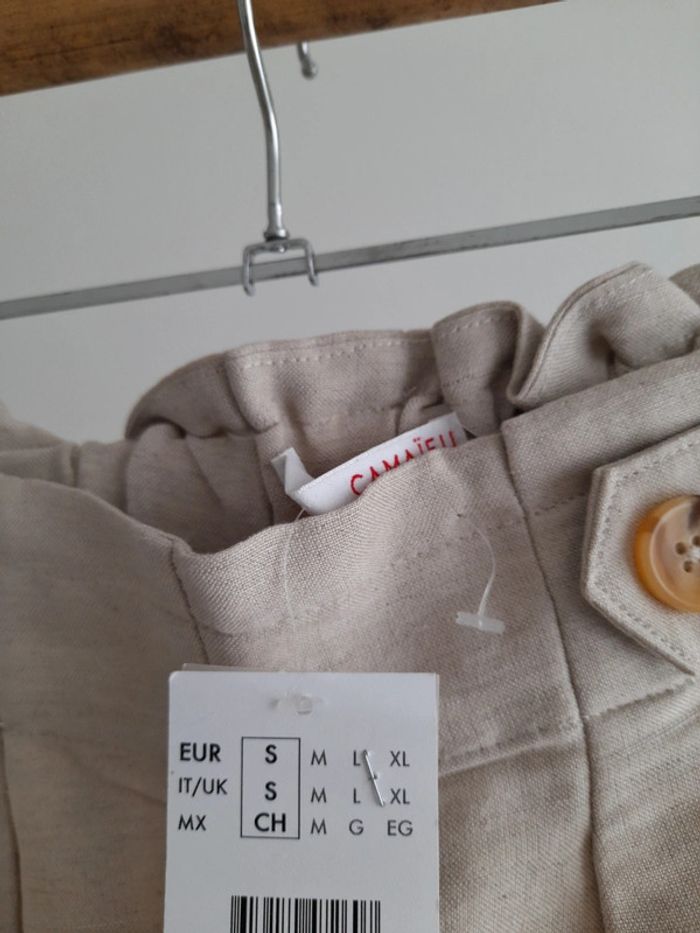 CAMAÏEU
EUR S M L XL
IT/UK S M L XL
MX CH M G EG